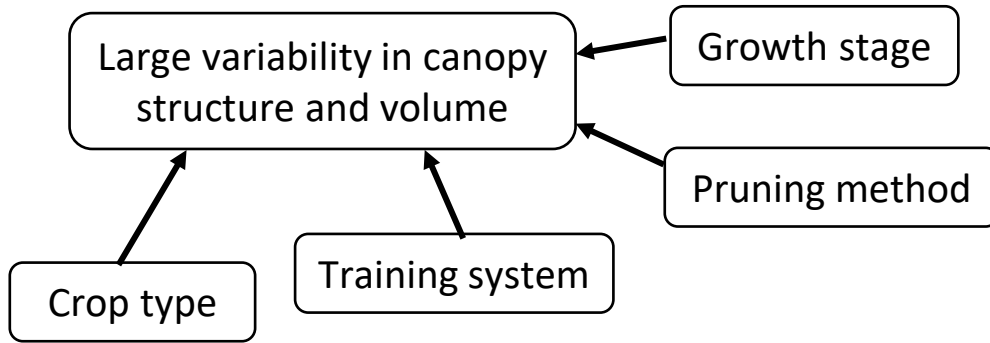 Large variability in canopy
structure and volume
Growth stage
Pruning method
Training system
Crop type